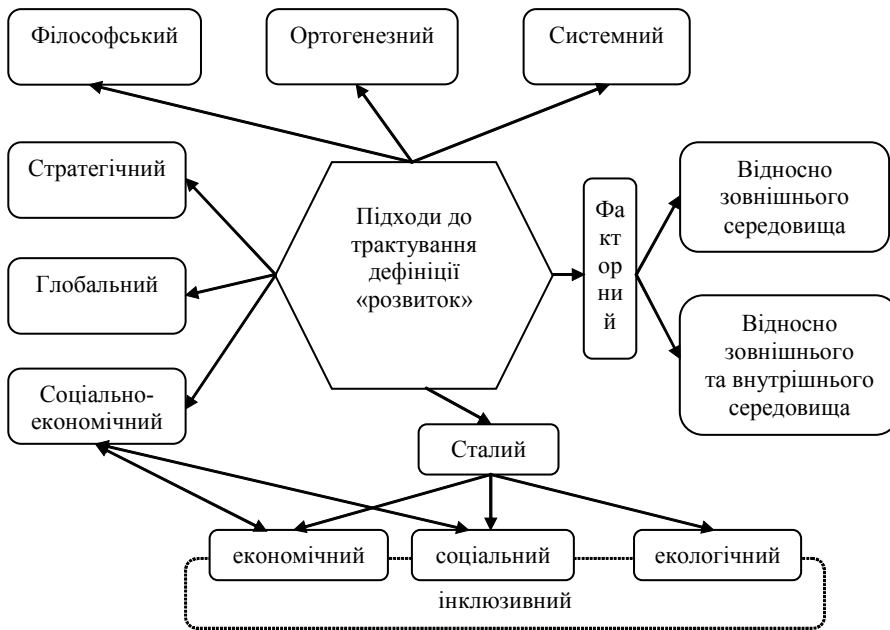 Філософський
Ортогенезний
Системний
Стратегічний
Підходи до
трактування
дефініції
«розвиток»
Фа
кт
ор
ни
й
Відносно
зовнішнього
середовища
Глобальний
Відносно
зовнішнього
та внутрішнього
середовища
Соціально-
економічний
Сталий
економічний
соціальний
екологічний
інклюзивний